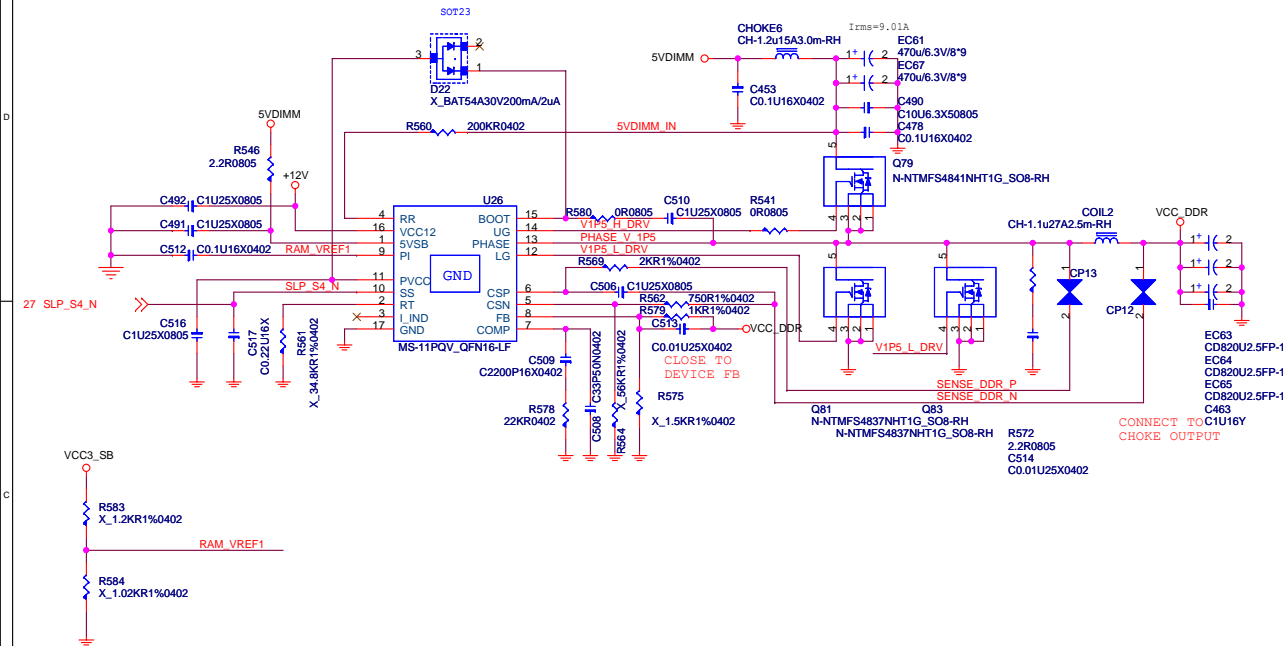 SOT23
3
2
1
D22
X_BAT54A30V200mA/2uA
CHOKE6
CH-1.2u15A3.0m-RH
Irms=9.01A
5VDIMM
1+ 2
EC61
470u/6.3V/8*9
1+ 2
EC67
470u/6.3V/8*9
C453
C0.1U16X0402
C490
C10U6.3X50805
C478
C0.1U16X0402
D
5VDIMM
R546
2.2R0805
+12V
R560 200KR0402
5VDIMM_IN
5
Q79
N-NTMFS4841NHT1G_SO8-RH
4 3 2 1
C492 C1U25X0805
C491 C1U25X0805
C512 C0.1U16X0402
RAM_VREF1
U26
4 RR
16 VCC12
1 5VSB
9 PI
11 PVCC
10 SS
2 RT
3 I_IND
17 GND
BOOT 15
UG 14
PHASE 13
LG 12
CSP 6
CSN 5
FB 8
COMP 7
GND
MS-11PQV_QFN16-LF
R580 0R0805
C510
C1U25X0805
R541
0R0805
V1P5_H_DRV
PHASE_V_1P5
V1P5_L_DRV
R569 2KR1%0402
C506 C1U25X0805
R562 750R1%0402
R579 1KR1%0402
C513
VCC_DDR
C0.01U25X0402
CLOSE TO
DEVICE FB
COIL2
CH-1.1u27A2.5m-RH
VCC_DDR
1+ 2
1+ 2
1+ 2
5
4 3 2 1
5
4 3 2 1
V1P5_L_DRV
CP13
1
2
CP12
1
2
27 SLP_S4_N
SLP_S4_N
C516
C1U25X0805
C517
C0.22U16X
R561
X_34.8KR1%0402
C509
C2200P16X0402
R578
22KR0402
C508
C33P50N0402
R564
X_56KR1%0402
R575
X_1.5KR1%0402
SENSE_DDR_P
SENSE_DDR_N
Q81
N-NTMFS4837NHT1G_SO8-RH
Q83
N-NTMFS4837NHT1G_SO8-RH
R572
2.2R0805
C514
C0.01U25X0402
EC63
CD820U2.5FP-1
EC64
CD820U2.5FP-1
EC65
CD820U2.5FP-1
C463
C1U16Y
CONNECT TO
CHOKE OUTPUT
C
VCC3_SB
R583
X_1.2KR1%0402
RAM_VREF1
R584
X_1.02KR1%0402